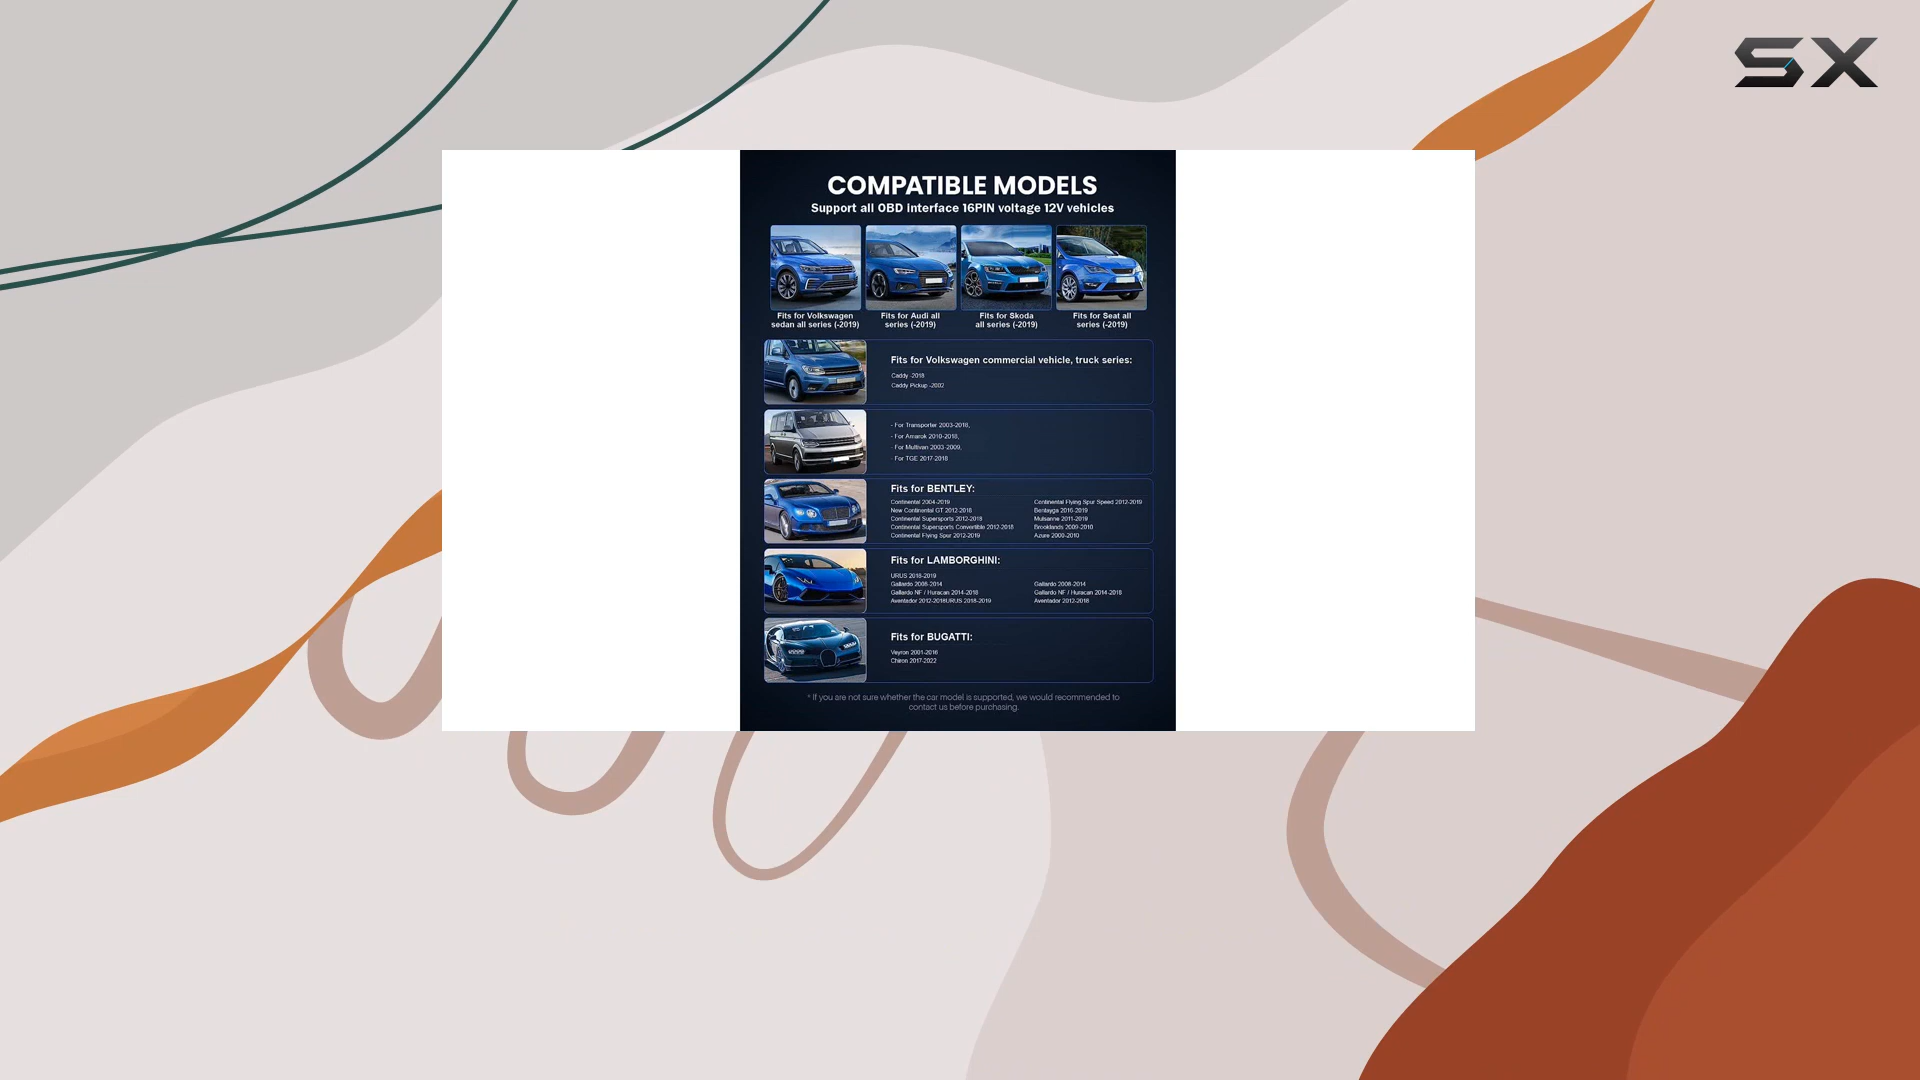 SX
COMPATIBLE MODELS
Support all OBD interface 16PIN voltage 12V vehicles
Fits for Volkswagen
sedan all series (-2019)
Fits for Audi all
series (-2019)
Fits for Skoda
all series (-2019)
Fits for Seat all
series (-2019)
Fits for Volkswagen commercial vehicle, truck series:
Caddy -2018
Caddy Pickup -2002
- For Transporter 2003-2018,
- For Amarok 2010-2018,
- For Multivan 2003-2009,
- For TGE 2017-2018
Fits for BENTLEY:
Continental 2004-2019
New Continental GT 2012-2018
Continental Supersports 2012-2018
Continental Supersports Convertible 2012-2018
Continental Flying Spur 2012-2019
Continental Flying Spur Speed 2012-2019
Bentayga 2016-2019
Mulsanne 2011-2019
Brooklands 2009-2010
Azure 2000-2010
Fits for LAMBORGHINI:
URUS 2018-2019
Gallardo 2008-2014
Gallardo NF / Huracan 2014-2018
Aventador 2012-2018URUS 2018-2019
Gallardo 2008-2014
Gallardo NF / Huracan 2014-2018
Aventador 2012-2018
Fits for BUGATTI:
Veyron 2001-2016
Chiron 2017-2022
* If you are not sure whether the car model is supported, we would recommended to
contact us before purchasing.